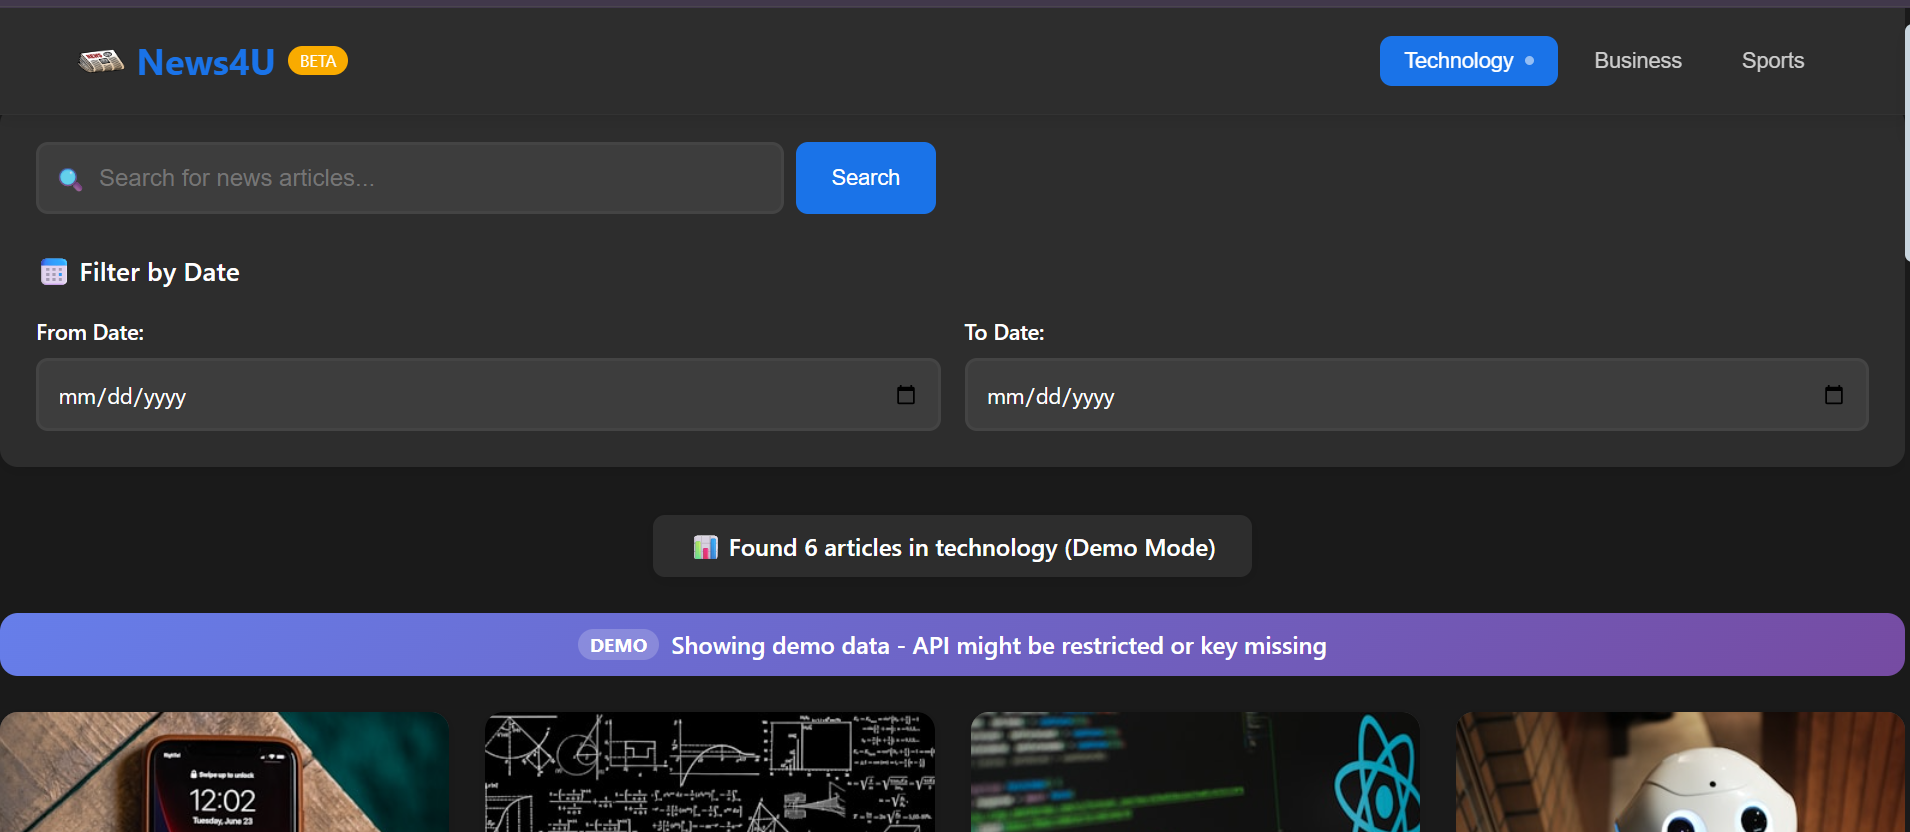 News4U BETA
Technology
Business
Sports
Search for news articles...
Search
Filter by Date
From Date:
To Date:
mm/dd/yyyy
mm/dd/yyyy
Found 6 articles in technology (Demo Mode)
DEMO Showing demo data - API might be restricted or key missing
Swipe up to unlock
12:02
Tuesday, June 23